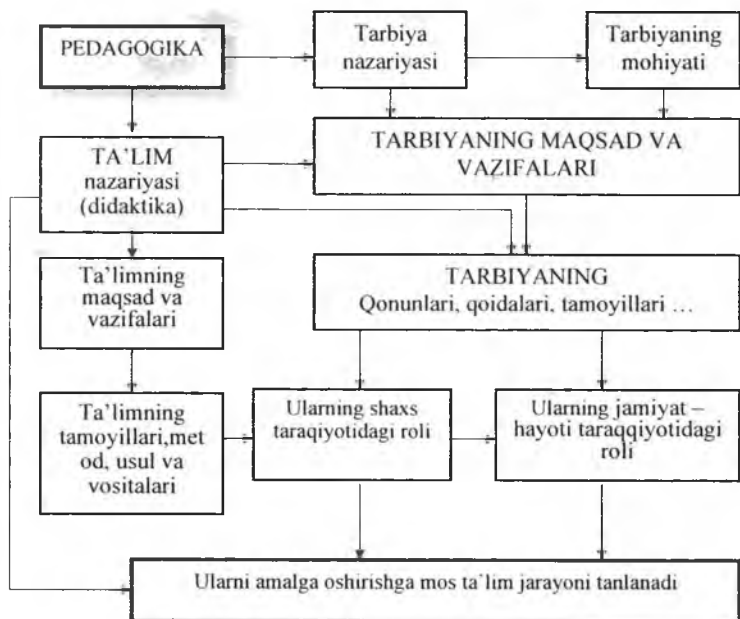 PEDAGOGIKA
Tarbiya
nazariyasi
Tarbiyaning
mohiyati
TA'LIM
nazariyasi
(didaktika)
TARBIYANING MAQSAD VA
VAZIFALARI
Ta'limning
maqsad va
vazifalari
TARBIYANING
Qonunlari, qoidalari, tamoyillari ...
Ta'limning
tamoyillari,met
od, usul va
vositalari
Ularning shaxs
taraqiyotidagi roli
Ularning jamiyat –
hayoti taraqqiyotidagi
roli
Ularni amalga oshirishga mos ta`lim jarayoni tanlanadi